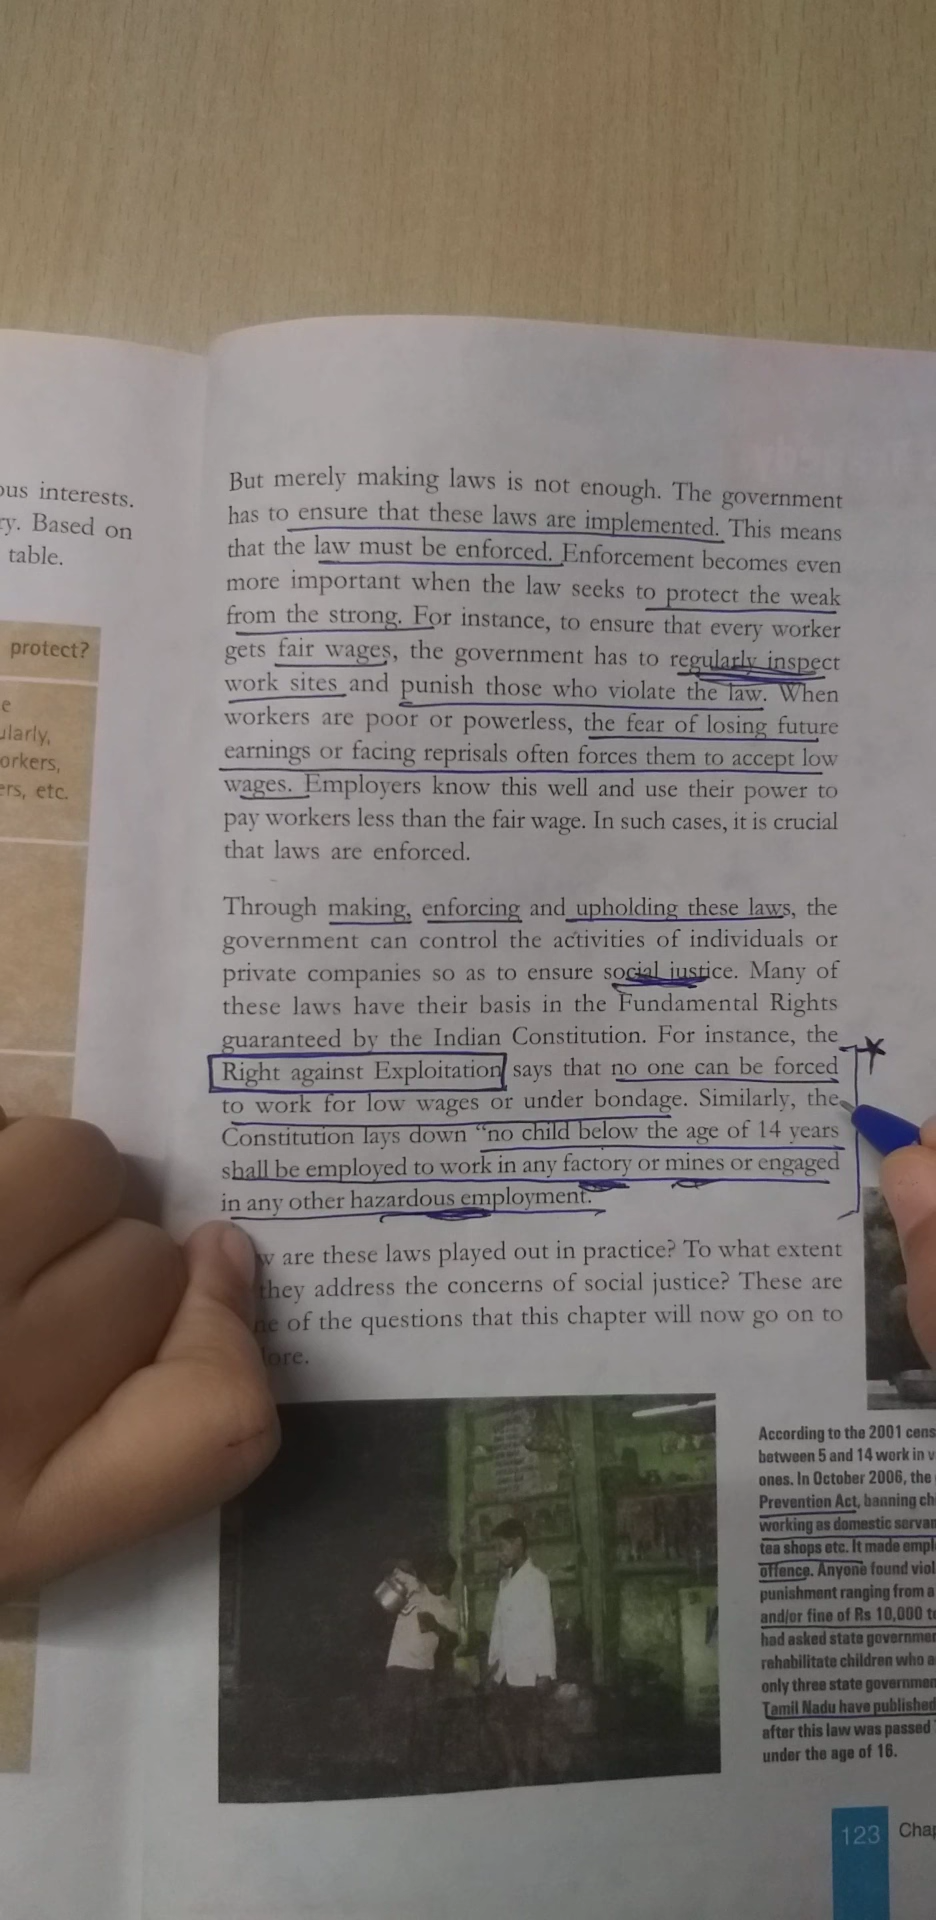 ous interests.
ry. Based on
table.
protect?
e
ularly,
orkers,
ers, etc.
But merely making laws is not enough. The government
has to ensure that these laws are implemented. This means
that the law must be enforced. Enforcement becomes even
more important when the law seeks to protect the weak
from the strong. For instance, to ensure that every worker
gets fair wages, the government has to regularly inspect
work sites and punish those who violate the law. When
workers are poor or powerless, the fear of losing future
earnings or facing reprisals often forces them to accept low
wages. Employers know this well and use their power to
pay workers less than the fair wage. In such cases, it is crucial
that laws are enforced.
Through making, enforcing and upholding these laws, the
government can control the activities of individuals or
private companies so as to ensure social justice. Many of
these laws have their basis in the Fundamental Rights
guaranteed by the Indian Constitution. For instance, the
Right against Exploitation says that no one can be forced
to work for low wages or under bondage. Similarly, the
Constitution lays down “no child below the age of 14 years
shall be employed to work in any factory or mines or engaged
in any other hazardous employment.”
w are these laws played out in practice? To what extent
they address the concerns of social justice? These are
ne of the questions that this chapter will now go on to
lore.
According to the 2001 cens
between 5 and 14 work in v
ones. In October 2006, the
Prevention Act, banning ch
working as domestic servan
tea shops etc. It made empl
offence. Anyone found viol
punishment ranging from a
and/or fine of Rs 10,000 t
had asked state governmen
rehabilitate children who a
only three state governmen
Tamil Nadu have published
after this law was passed
under the age of 16.
123 Chap